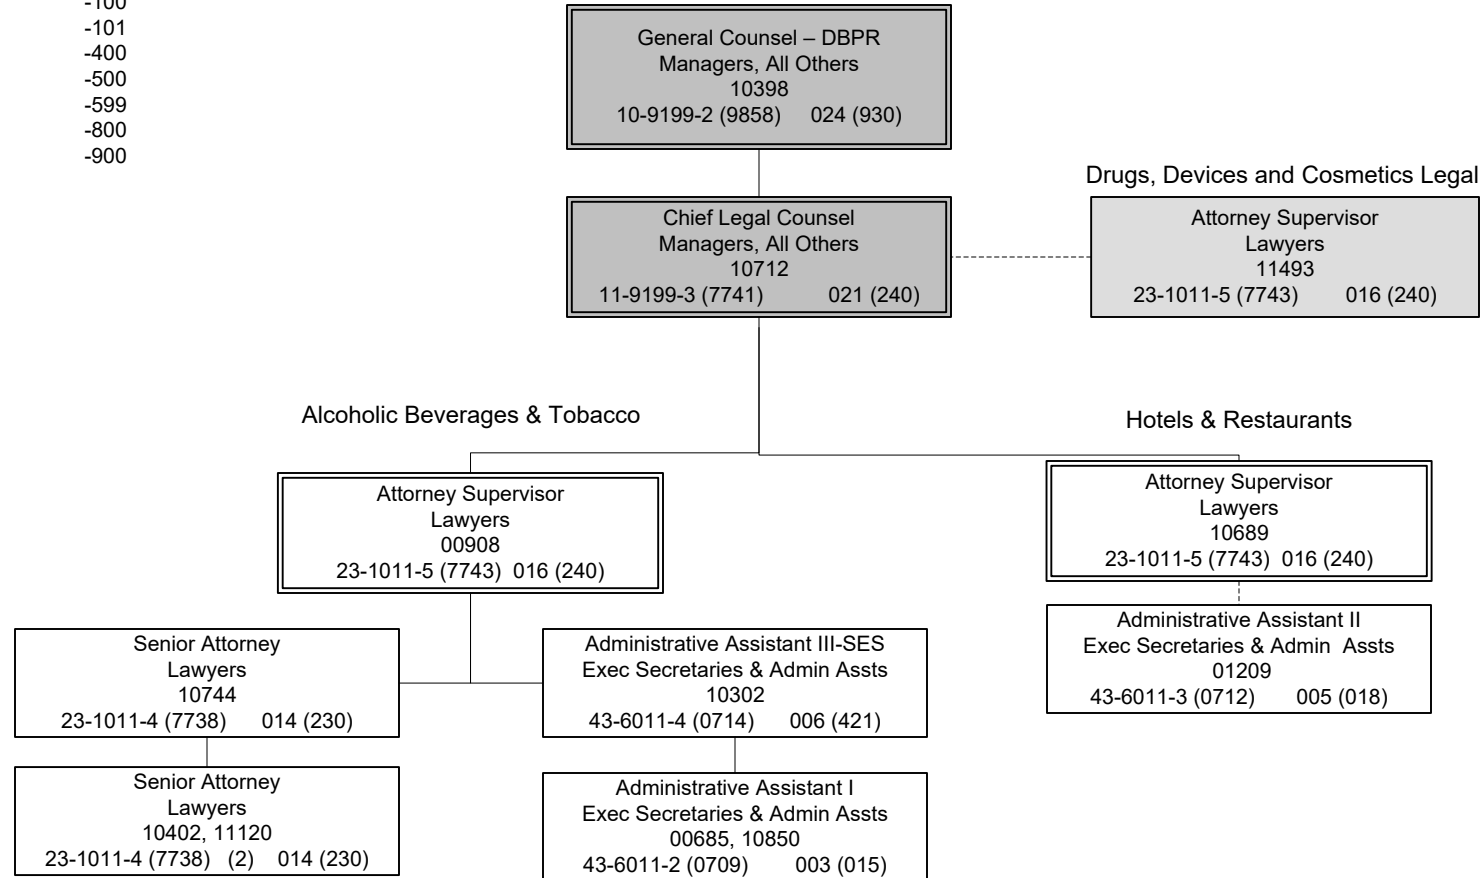 -100
-101
-400
-500
-599
-800
-900
General Counsel – DBPR
Managers, All Others
10398
10-9199-2 (9858) 024 (930)
Drugs, Devices and Cosmetics Legal
Chief Legal Counsel
Managers, All Others
10712
11-9199-3 (7741) 021 (240)
Attorney Supervisor
Lawyers
11493
23-1011-5 (7743) 016 (240)
Alcoholic Beverages & Tobacco
Hotels & Restaurants
Attorney Supervisor
Lawyers
00908
23-1011-5 (7743) 016 (240)
Attorney Supervisor
Lawyers
10689
23-1011-5 (7743) 016 (240)
Senior Attorney
Lawyers
10744
23-1011-4 (7738) 014 (230)
Administrative Assistant III-SES
Exec Secretaries & Admin Assts
10302
43-6011-4 (0714) 006 (421)
Administrative Assistant II
Exec Secretaries & Admin Assts
01209
43-6011-3 (0712) 005 (018)
Senior Attorney
Lawyers
10402, 11120
23-1011-4 (7738) (2) 014 (230)
Administrative Assistant I
Exec Secretaries & Admin Assts
00685, 10850
43-6011-2 (0709) 003 (015)